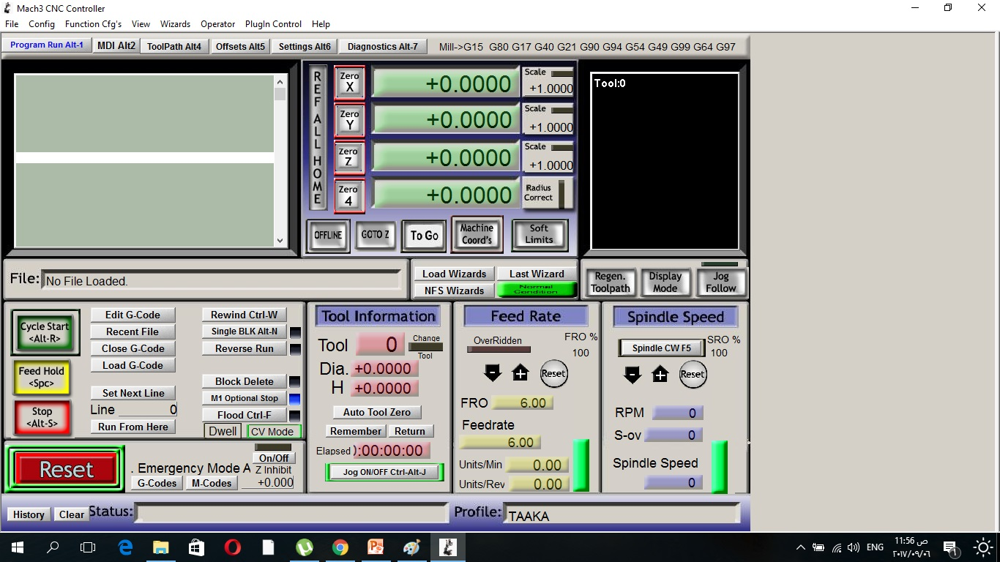 Mach3 CNC Controller
File Config Function Cfg's View Wizards Operator PlugIn Control Help
Program Run Alt-1 MDI Alt2 ToolPath Alt4 Offsets Alt5 Settings Alt6 Diagnostics Alt-7 Mill->G15 G80 G17 G40 G21 G90 G94 G54 G49 G99 G64 G97
REF ALL HOME
Zero X +0.0000 Scale +1.0000
Zero Y +0.0000 Scale +1.0000
Zero Z +0.0000 Scale +1.0000
Zero 4 +0.0000 Radius Correct
OFFLINE GOTO Z To Go Machine Coord's Soft Limits
Tool:0
File: No File Loaded.
Load Wizards Last Wizard
NFS Wizards Normal Condition
Regen. Toolpath Display Mode Jog Follow
Cycle Start <Alt-R>
Feed Hold <Spc>
Stop <Alt-S>
Edit G-Code
Recent File
Close G-Code
Load G-Code
Set Next Line
Line 0
Run From Here
Rewind Ctrl-W
Single BLK Alt-N
Reverse Run
Block Delete
M1 Optional Stop
Flood Ctrl-F
Dwell CV Mode
Reset
. Emergency Mode A
G-Codes M-Codes
On/Off
Z Inhibit
+0.000
Tool Information
Tool 0 Change Tool
Dia. +0.0000
H +0.0000
Auto Tool Zero
Remember Return
Elapsed ):00:00:00
Jog ON/OFF Ctrl-Alt-J
Feed Rate
OverRidden FRO %
100
- + Reset
FRO 6.00
Feedrate
6.00
Units/Min 0.00
Units/Rev 0.00
Spindle Speed
Spindle CW F5 SRO %
100
- + Reset
RPM 0
S-ov 0
Spindle Speed
0
History Clear Status: Profile: TAAKA
ENG
11:56 ص
٢٠١٧/٠٩/٠٦
1